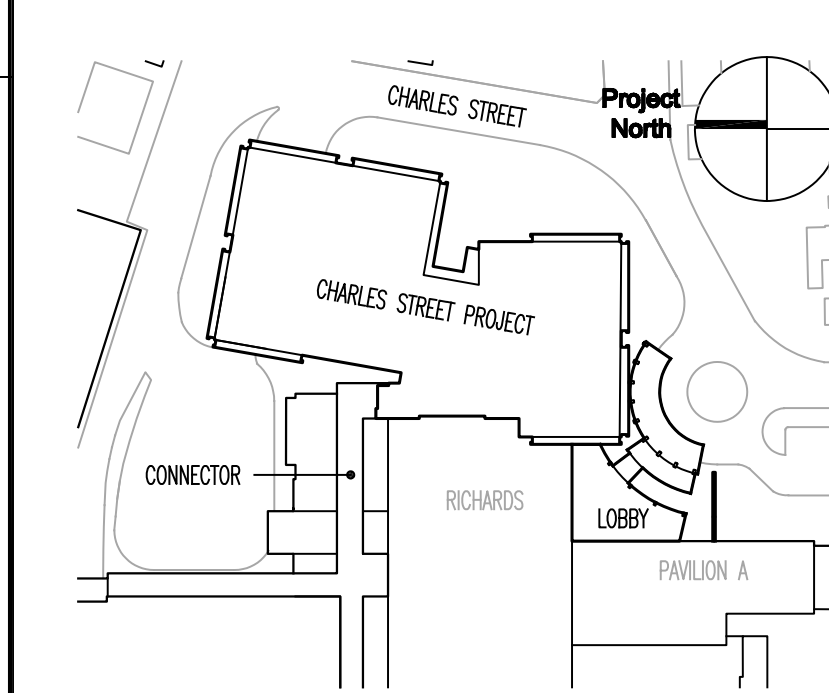 CHARLES STREET
Project
North
CHARLES STREET PROJECT
CONNECTOR
RICHARDS
LOBBY
PAVILION A